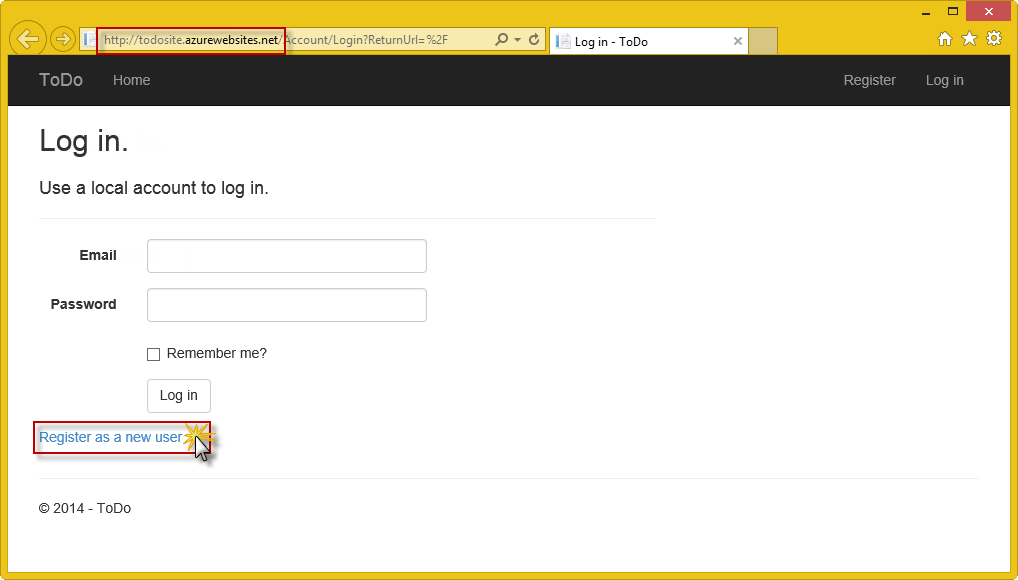 http://todosite.azurewebsites.net/Account/Login?ReturnUrl=%2F
Log in - ToDo
ToDo Home Register Log in
Log in.
Use a local account to log in.
Email
Password
Remember me?
Log in
Register as a new user
© 2014 - ToDo